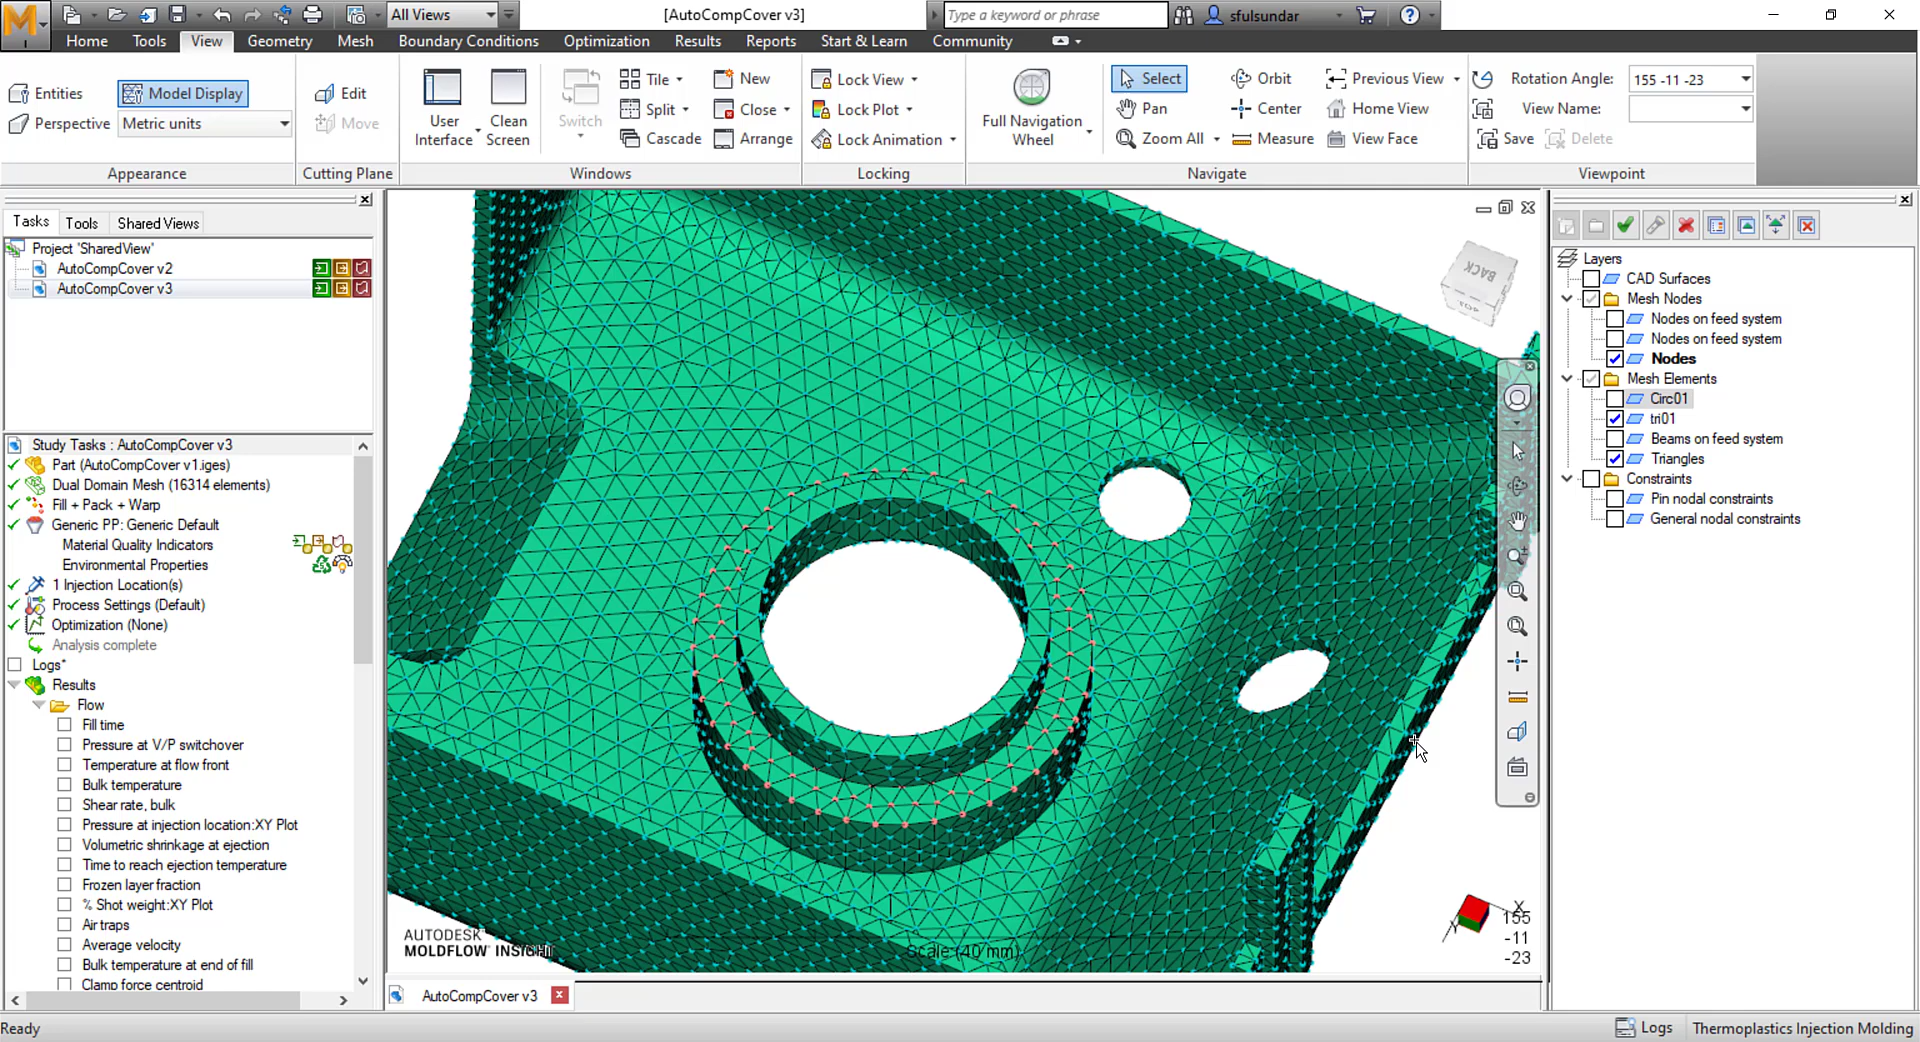 All Views
[AutoCompCover v3]
Type a keyword or phrase
sfulsundar
Home Tools View Geometry Mesh Boundary Conditions Optimization Results Reports Start & Learn Community
Entities
Model Display
Perspective
Metric units
Appearance
Edit
Move
Cutting Plane
User Interface
Clean Screen
Switch
Tile
Split
Cascade
New
Close
Arrange
Windows
Lock View
Lock Plot
Lock Animation
Locking
Full Navigation Wheel
Select
Pan
Zoom All
Orbit
Center
Measure
Previous View
Home View
View Face
Navigate
Rotation Angle: 155 -11 -23
View Name:
Save
Delete
Viewpoint
Tasks Tools Shared Views
Project 'SharedView'
AutoCompCover v2
AutoCompCover v3
Study Tasks : AutoCompCover v3
Part (AutoCompCover v1.iges)
Dual Domain Mesh (16314 elements)
Fill + Pack + Warp
Generic PP: Generic Default
Material Quality Indicators
Environmental Properties
1 Injection Location(s)
Process Settings (Default)
Optimization (None)
Analysis complete
Logs*
Results
Flow
Fill time
Pressure at V/P switchover
Temperature at flow front
Bulk temperature
Shear rate, bulk
Pressure at injection location:XY Plot
Volumetric shrinkage at ejection
Time to reach ejection temperature
Frozen layer fraction
% Shot weight:XY Plot
Air traps
Average velocity
Bulk temperature at end of fill
Clamp force centroid
BACK
AUTODESK
MOLDFLOW INSIGHT
Scale (40 mm)
X
Y
155
-11
-23
AutoCompCover v3
Layers
CAD Surfaces
Mesh Nodes
Nodes on feed system
Nodes on feed system
Nodes
Mesh Elements
Circ01
tri01
Beams on feed system
Triangles
Constraints
Pin nodal constraints
General nodal constraints
Ready
Logs
Thermoplastics Injection Molding